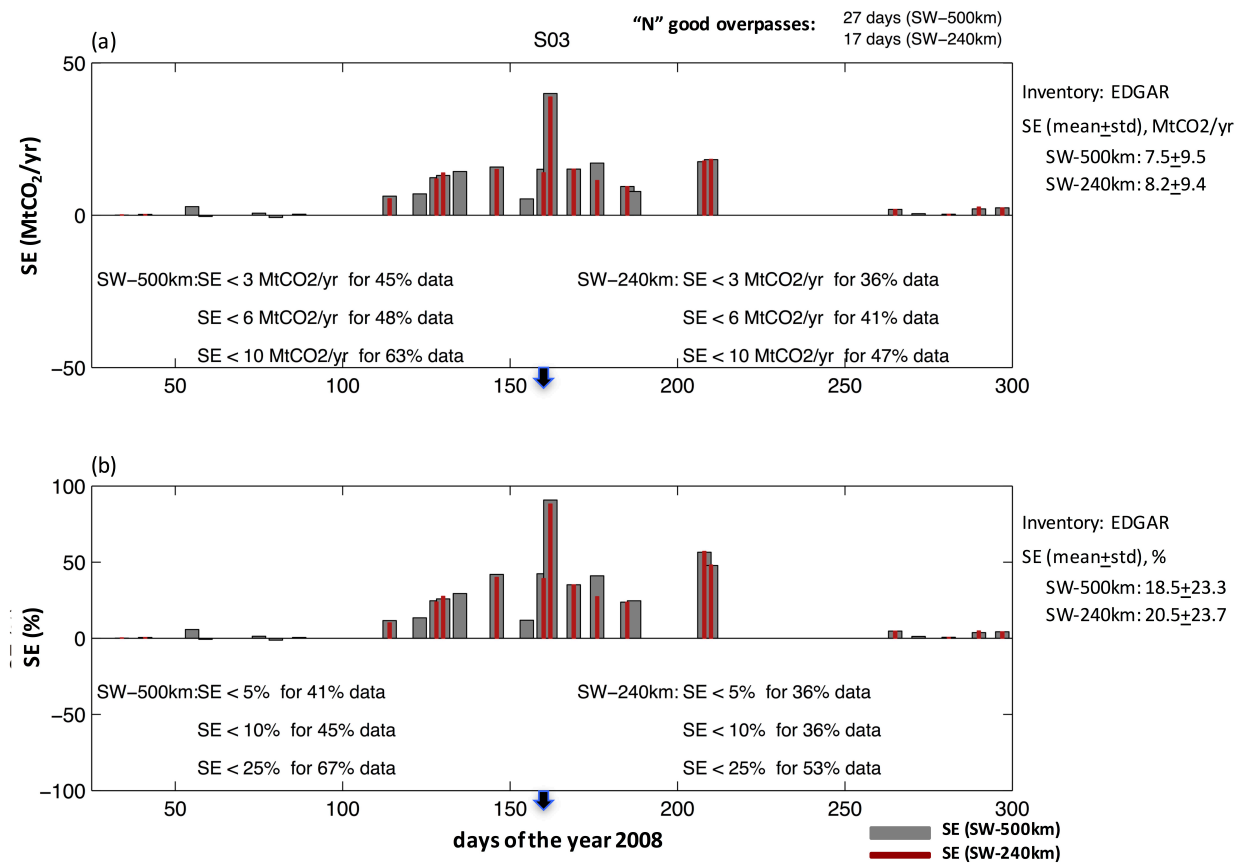 “N” good overpasses:
27 days (SW−500km)
17 days (SW−240km)
(a)
S03
50
0
−50
SE (MtCO2/yr)
Inventory: EDGAR
SE (mean±std), MtCO2/yr
SW-500km: 7.5±9.5
SW-240km: 8.2±9.4
SW−500km:SE < 3 MtCO2/yr for 45% data
SE < 6 MtCO2/yr for 48% data
SE < 10 MtCO2/yr for 63% data
SW−240km: SE < 3 MtCO2/yr for 36% data
SE < 6 MtCO2/yr for 41% data
SE < 10 MtCO2/yr for 47% data
50 100 150 200 250 300
(b)
100
50
0
−50
−100
SE (%)
Inventory: EDGAR
SE (mean±std), %
SW-500km: 18.5±23.3
SW-240km: 20.5±23.7
SW−500km:SE < 5% for 41% data
SE < 10% for 45% data
SE < 25% for 67% data
SW−240km: SE < 5% for 36% data
SE < 10% for 36% data
SE < 25% for 53% data
50 100 150 200 250 300
days of the year 2008
SE (SW-500km)
SE (SW-240km)